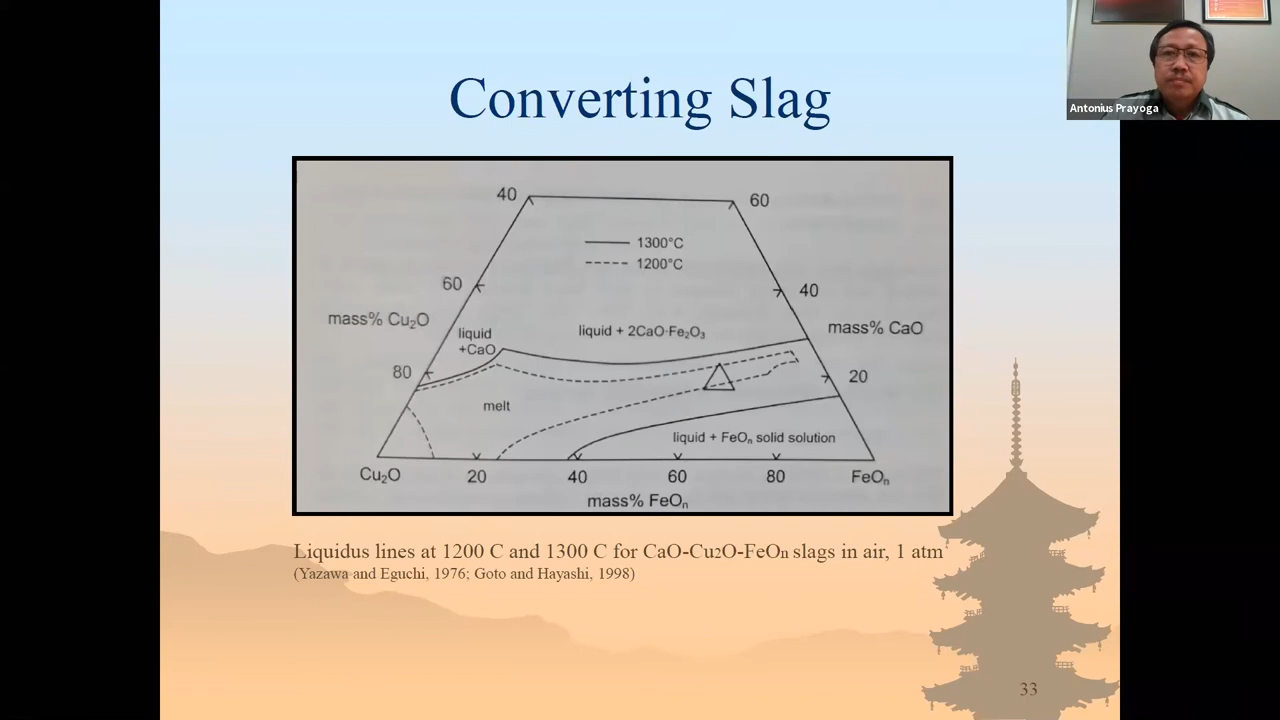 Converting Slag
Antonius Prayoga
40
60
1300°C
1200°C
60
40
mass% Cu₂O
liquid
+CaO
liquid + 2CaO·Fe₂O₃
mass% CaO
80
20
melt
liquid + FeOₙ solid solution
Cu₂O
20
40
60
80
FeOₙ
mass% FeOₙ
Liquidus lines at 1200 C and 1300 C for CaO-Cu2O-FeOn slags in air, 1 atm
(Yazawa and Eguchi, 1976; Goto and Hayashi, 1998)
33